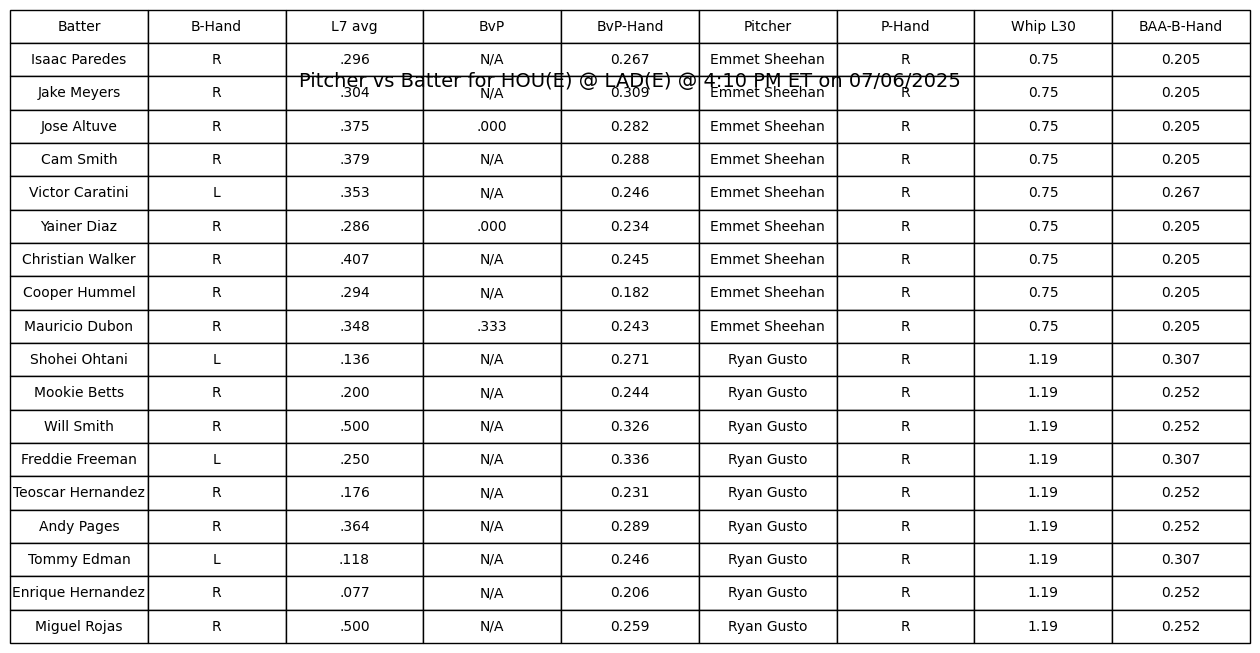 Batter B-Hand L7 avg BvP BvP-Hand Pitcher P-Hand Whip L30 BAA-B-Hand
Isaac Paredes R .296 N/A 0.267 Emmet Sheehan R 0.75 0.205
Pitcher vs Batter for HOU(E) @ LAD(E) @ 4:10 PM ET on 07/06/2025
Jake Meyers R .304 N/A 0.309 Emmet Sheehan R 0.75 0.205
Jose Altuve R .375 .000 0.282 Emmet Sheehan R 0.75 0.205
Cam Smith R .379 N/A 0.288 Emmet Sheehan R 0.75 0.205
Victor Caratini L .353 N/A 0.246 Emmet Sheehan R 0.75 0.267
Yainer Diaz R .286 .000 0.234 Emmet Sheehan R 0.75 0.205
Christian Walker R .407 N/A 0.245 Emmet Sheehan R 0.75 0.205
Cooper Hummel R .294 N/A 0.182 Emmet Sheehan R 0.75 0.205
Mauricio Dubon R .348 .333 0.243 Emmet Sheehan R 0.75 0.205
Shohei Ohtani L .136 N/A 0.271 Ryan Gusto R 1.19 0.307
Mookie Betts R .200 N/A 0.244 Ryan Gusto R 1.19 0.252
Will Smith R .500 N/A 0.326 Ryan Gusto R 1.19 0.252
Freddie Freeman L .250 N/A 0.336 Ryan Gusto R 1.19 0.307
Teoscar Hernandez R .176 N/A 0.231 Ryan Gusto R 1.19 0.252
Andy Pages R .364 N/A 0.289 Ryan Gusto R 1.19 0.252
Tommy Edman L .118 N/A 0.246 Ryan Gusto R 1.19 0.307
Enrique Hernandez R .077 N/A 0.206 Ryan Gusto R 1.19 0.252
Miguel Rojas R .500 N/A 0.259 Ryan Gusto R 1.19 0.252